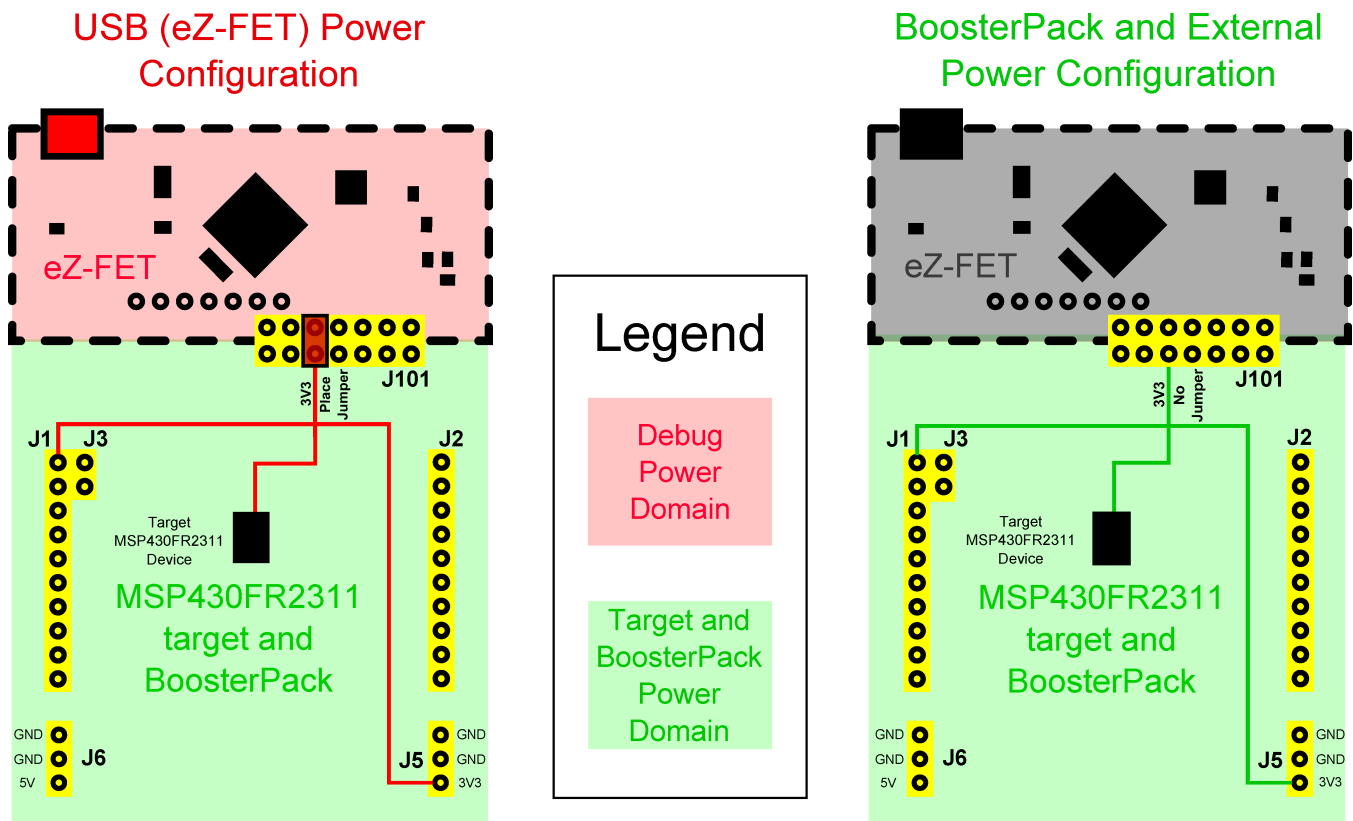 USB (eZ-FET) Power
Configuration
eZ-FET
J101
3V3
Place
Jumper
J1
J3
J2
Target
MSP430FR2311
Device
MSP430FR2311
target and
BoosterPack
GND
GND
5V
J6
J5
GND
GND
3V3
Legend
Debug
Power
Domain
Target and
BoosterPack
Power
Domain
BoosterPack and External
Power Configuration
eZ-FET
J101
3V3
No
Jumper
J1
J3
J2
Target
MSP430FR2311
Device
MSP430FR2311
target and
BoosterPack
GND
GND
5V
J6
J5
GND
GND
3V3